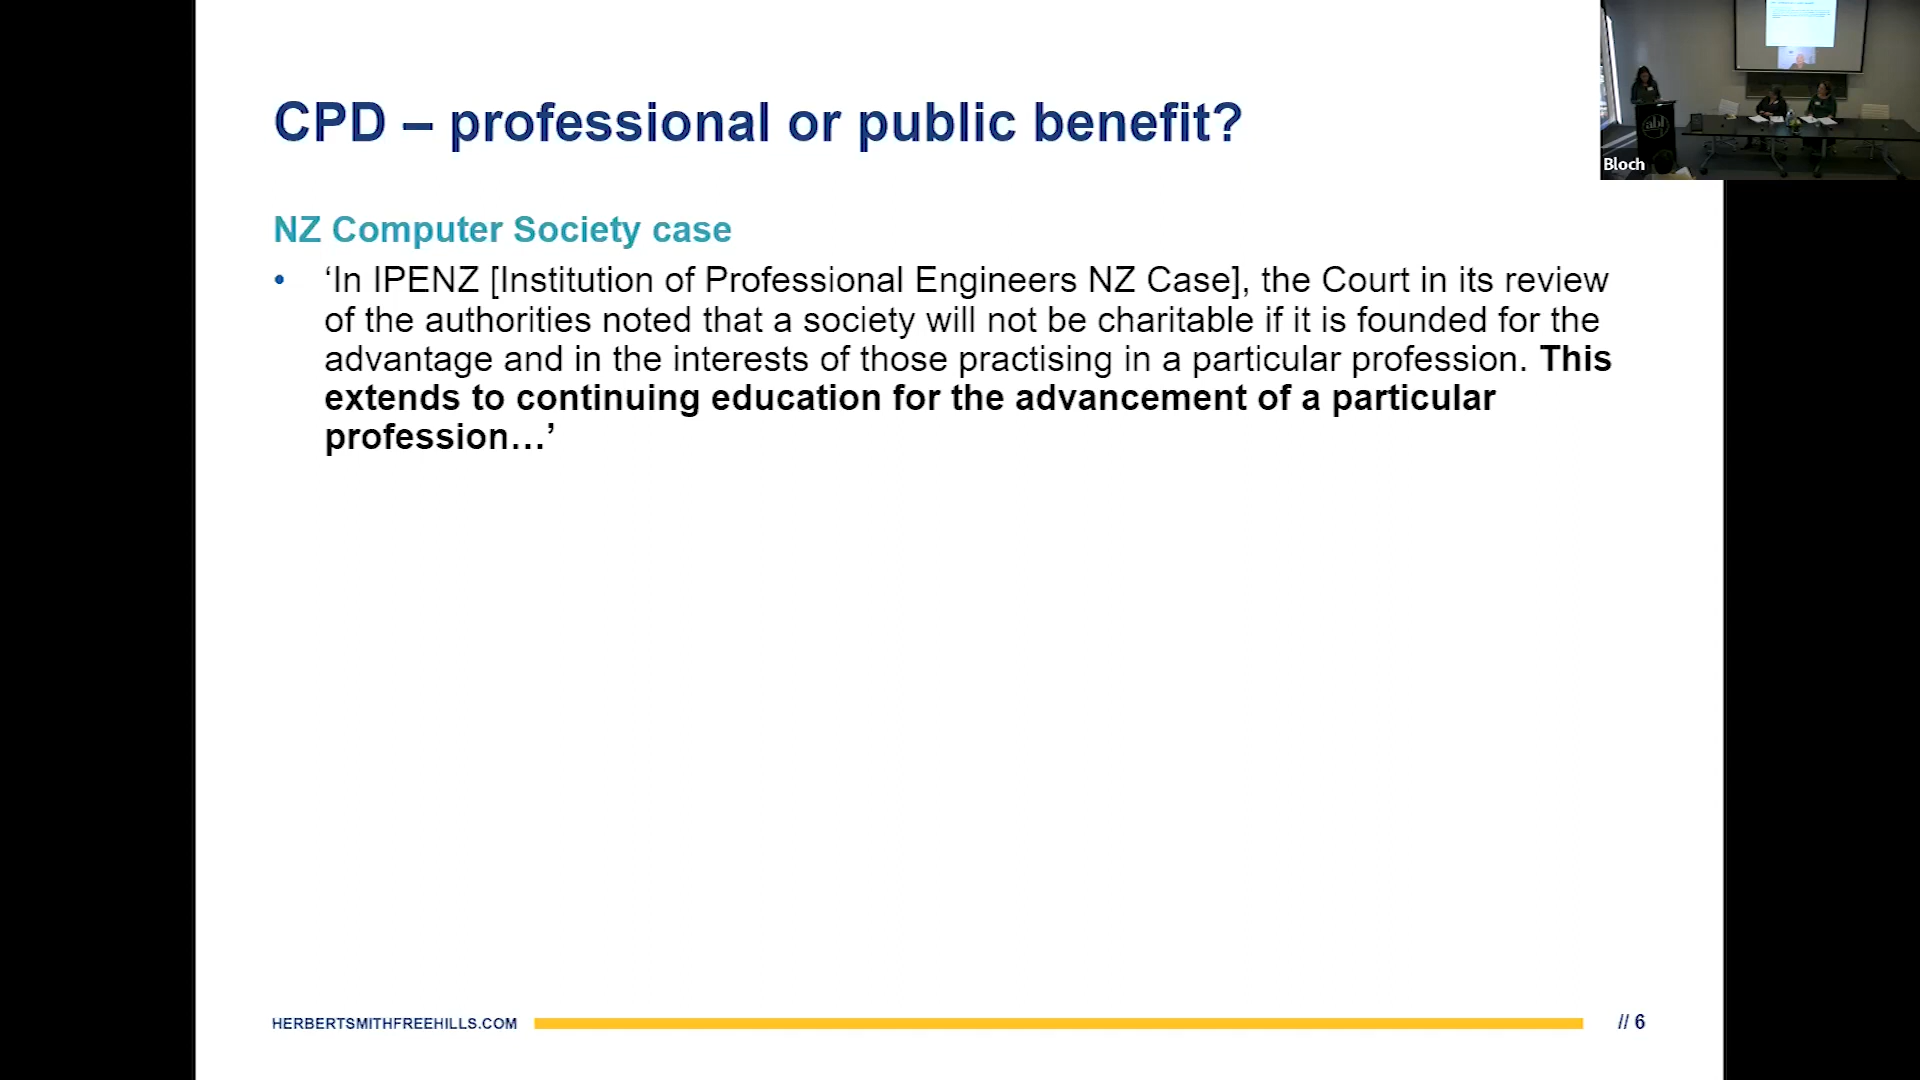 CPD – professional or public benefit?
Bloch
NZ Computer Society case
• ‘In IPENZ [Institution of Professional Engineers NZ Case], the Court in its review
of the authorities noted that a society will not be charitable if it is founded for the
advantage and in the interests of those practising in a particular profession. This
extends to continuing education for the advancement of a particular
profession…’
HERBERTSMITHFREEHILLS.COM
// 6